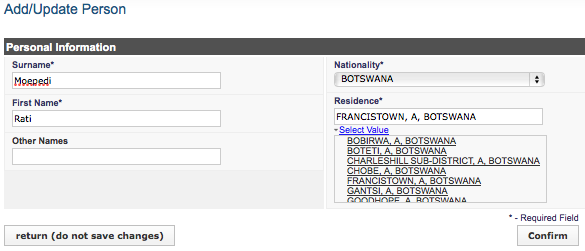 Add/Update Person
Personal Information
Surname*
Moepedi
First Name*
Rati
Other Names
Nationality*
BOTSWANA
Residence*
FRANCISTOWN, A, BOTSWANA
Select Value
BOBIRWA, A, BOTSWANA
BOTETI, A, BOTSWANA
CHARLESHILL SUB-DISTRICT, A, BOTSWANA
CHOBE, A, BOTSWANA
FRANCISTOWN, A, BOTSWANA
GANTSI, A, BOTSWANA
GOODHOPE, A, BOTSWANA
* - Required Field
return (do not save changes)
Confirm